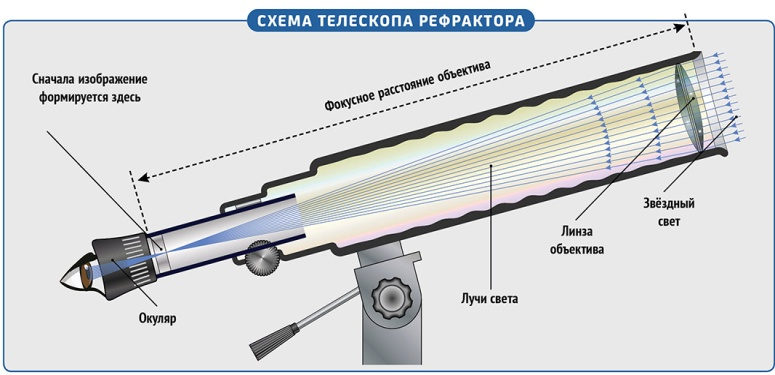 СХЕМА ТЕЛЕСКОПА РЕФРАКТОРА
Сначала изображение
формируется здесь
Фокусное расстояние объектива
Звёздный
свет
Линза
объектива
Лучи света
Окуляр